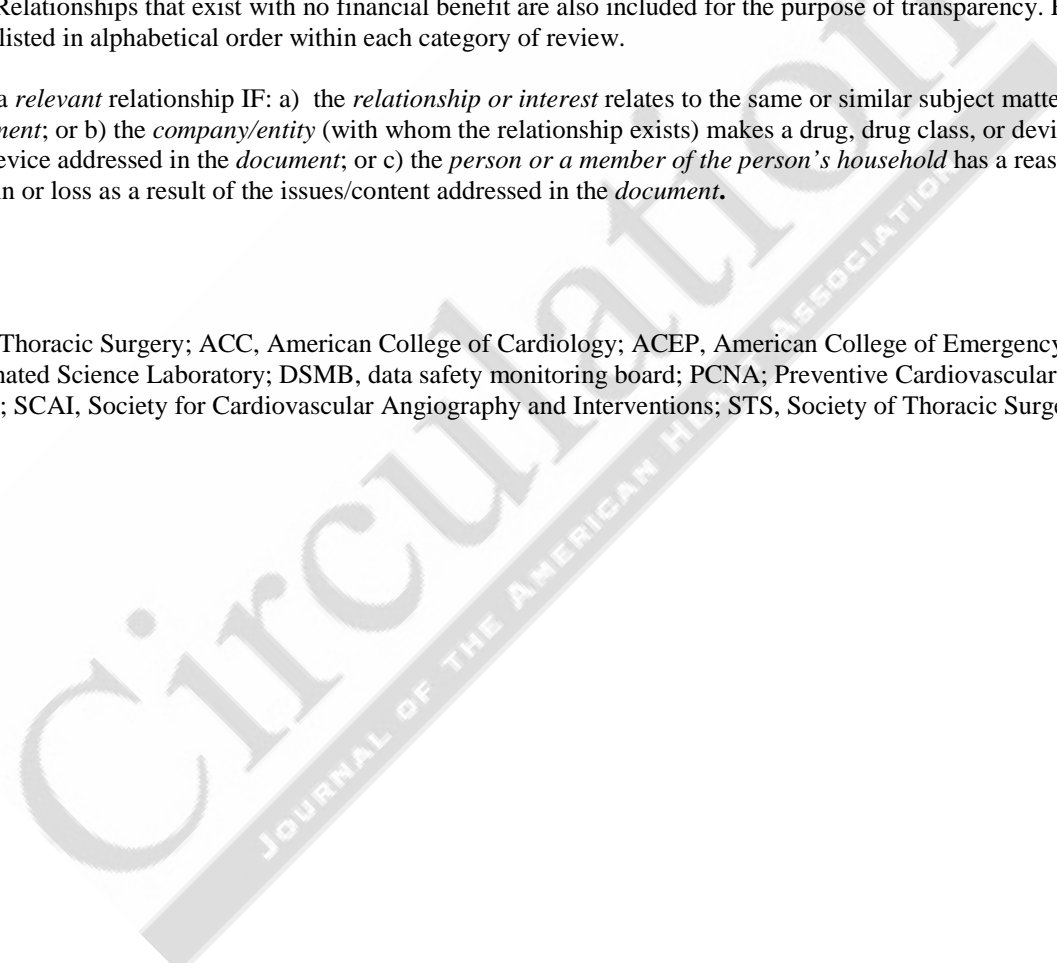 Relationships that exist with no financial benefit are also included for the purpose of transparency.
listed in alphabetical order within each category of review.
a relevant relationship IF: a) the relationship or interest relates to the same or similar subject matte
ment; or b) the company/entity (with whom the relationship exists) makes a drug, drug class, or devi
evice addressed in the document; or c) the person or a member of the person's household has a reas
in or loss as a result of the issues/content addressed in the document.
Thoracic Surgery; ACC, American College of Cardiology; ACEP, American College of Emergency
nated Science Laboratory; DSMB, data safety monitoring board; PCNA; Preventive Cardiovascular
; SCAI, Society for Cardiovascular Angiography and Interventions; STS, Society of Thoracic Surge
Circulation
JOURNAL OF THE AMERICAN HEART ASSOCIATION